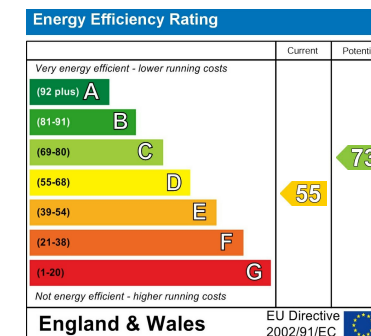 Energy Efficiency Rating
Current Potenti
Very energy efficient - lower running costs
(92 plus) A
(81-91) B
(69-80) C
73
(55-68) D
55
(39-54) E
(21-38) F
(1-20) G
Not energy efficient - higher running costs
England & Wales
EU Directive
2002/91/EC